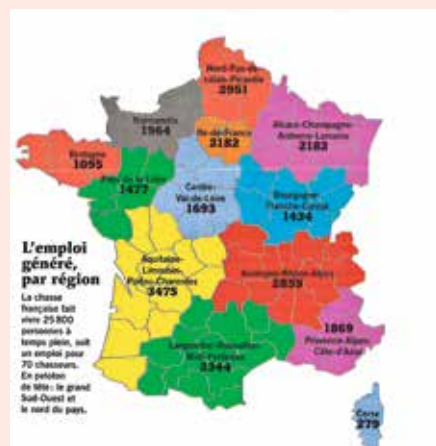 Nord-Pas-de-
Calais-Picardie
2951
Normandie
1964
Ile-de-France
2182
Alsace-Champagne-
Ardenne-Lorraine
2182
Bretagne
1095
Pays de la Loire
1477
Centre-
Val-de-Loire
1693
Bourgogne-
Franche-Comté
1434
L'emploi
généré,
par région
La chasse
française fait
vivre 25 800
personnes à
temps plein, soit
un emploi pour
70 chasseurs.
En peloton
de tête : le grand
Sud-Ouest et
le nord du pays.
Aquitaine-
Limousin-
Poitou-Charentes
3475
Auvergne-Rhône-Alpes
1869
Provence-Alpes-
Côte-d'Azur
Languedoc-Roussillon-
Midi-Pyrénées
3344
Corse
279